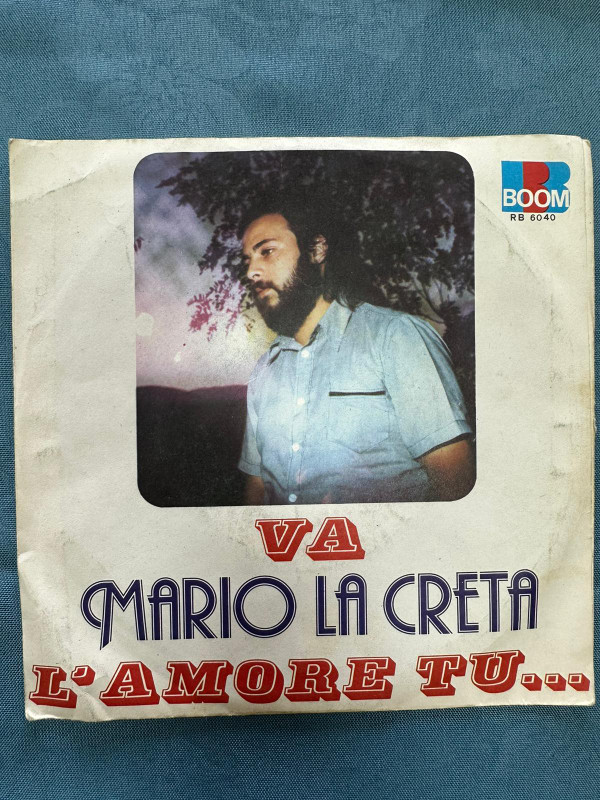 BOOM
RB 6040
VA
MARIO LA CRETA
L'AMORE TU...